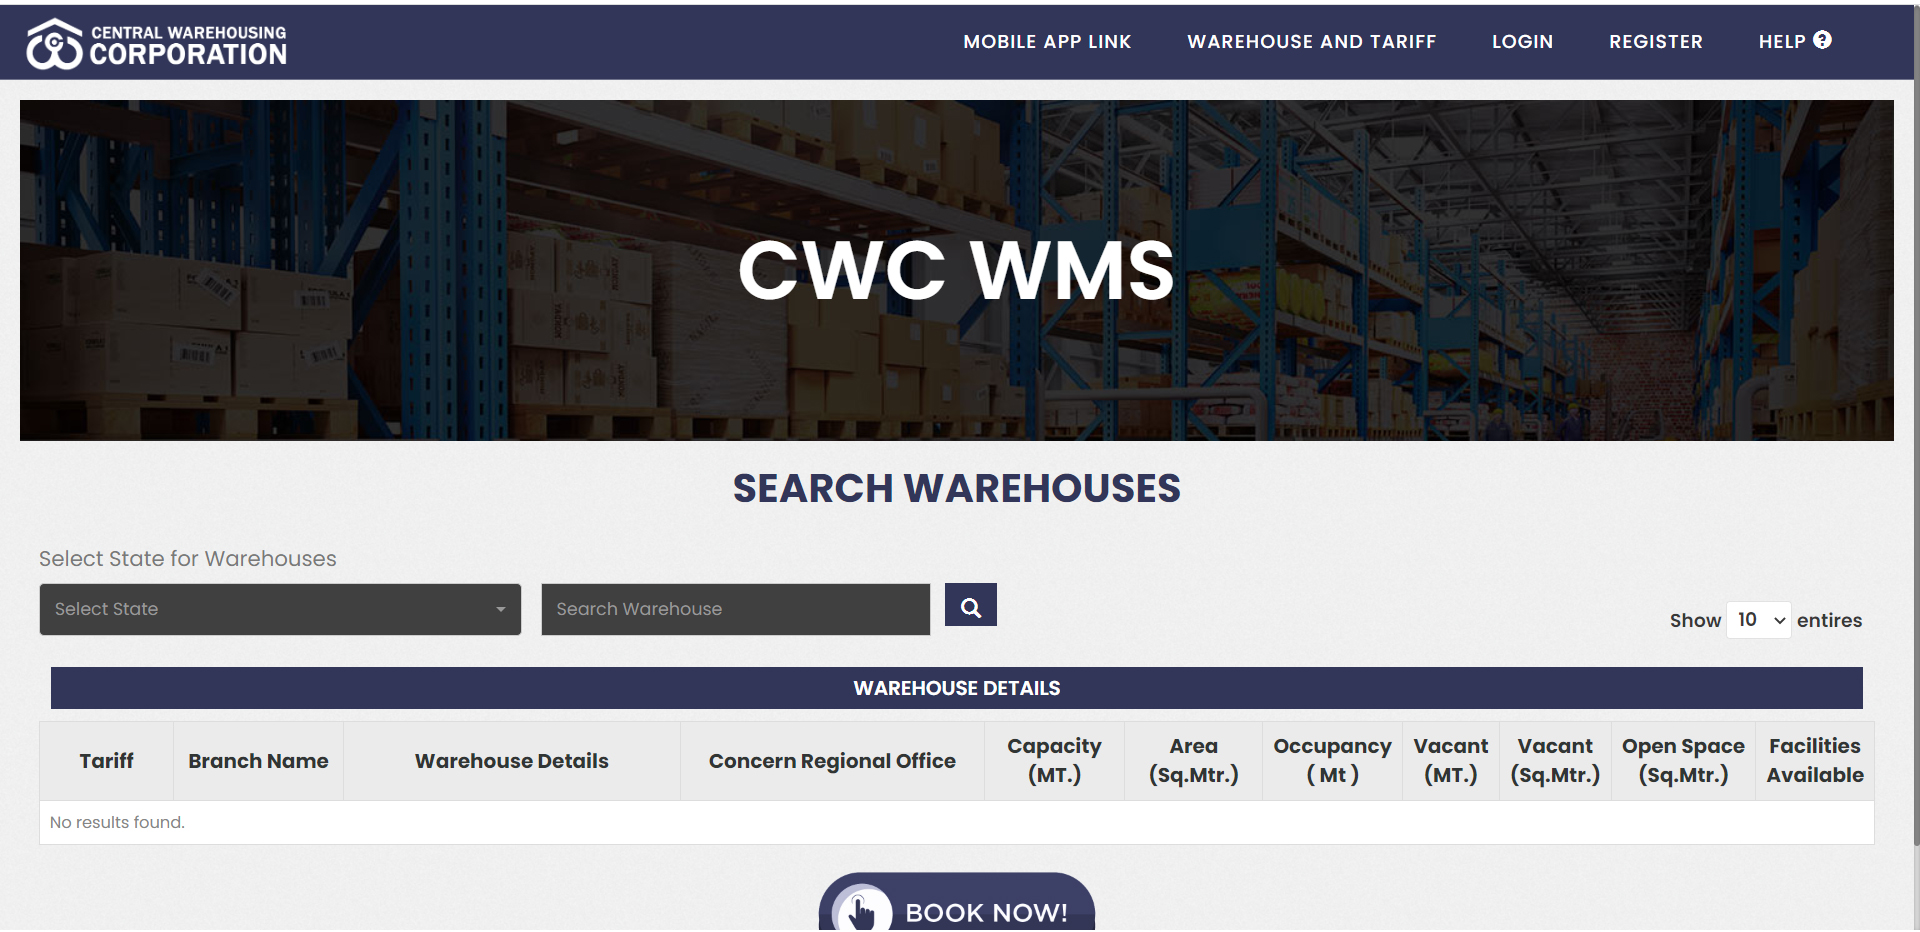 CENTRAL WAREHOUSING
CORPORATION
MOBILE APP LINK
WAREHOUSE AND TARIFF
LOGIN
REGISTER
HELP ?
CWC WMS
SEARCH WAREHOUSES
Select State for Warehouses
Select State
Search Warehouse
Show 10 entires
WAREHOUSE DETAILS
Tariff
Branch Name
Warehouse Details
Concern Regional Office
Capacity
(MT.)
Area
(Sq.Mtr.)
Occupancy
( Mt )
Vacant
(MT.)
Vacant
(Sq.Mtr.)
Open Space
(Sq.Mtr.)
Facilities
Available
No results found.
BOOK NOW!